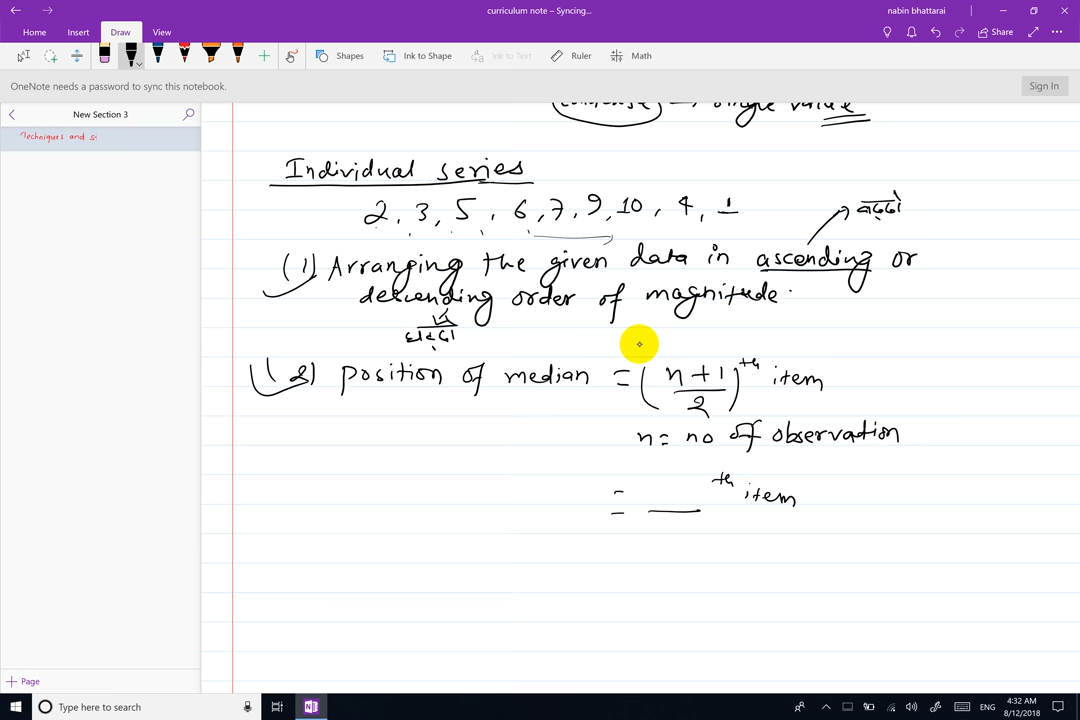 curriculum note – Syncing...
nabin bhattarai
Home Insert Draw View
Share
Shapes Ink to Shape Ink to Text Ruler Math
OneNote needs a password to sync this notebook.
Sign In
New Section 3
Techniques and
→ single value
Individual series
2, 3, 5, 6, 7, 9, 10, 4, 1
(1) Arranging the given data in ascending or
descending order of magnitude.
(2) position of median = (n+1/2)th item
n = no of observation
= ___ th item
Page
Type here to search
ENG
4:32 AM
8/12/2018